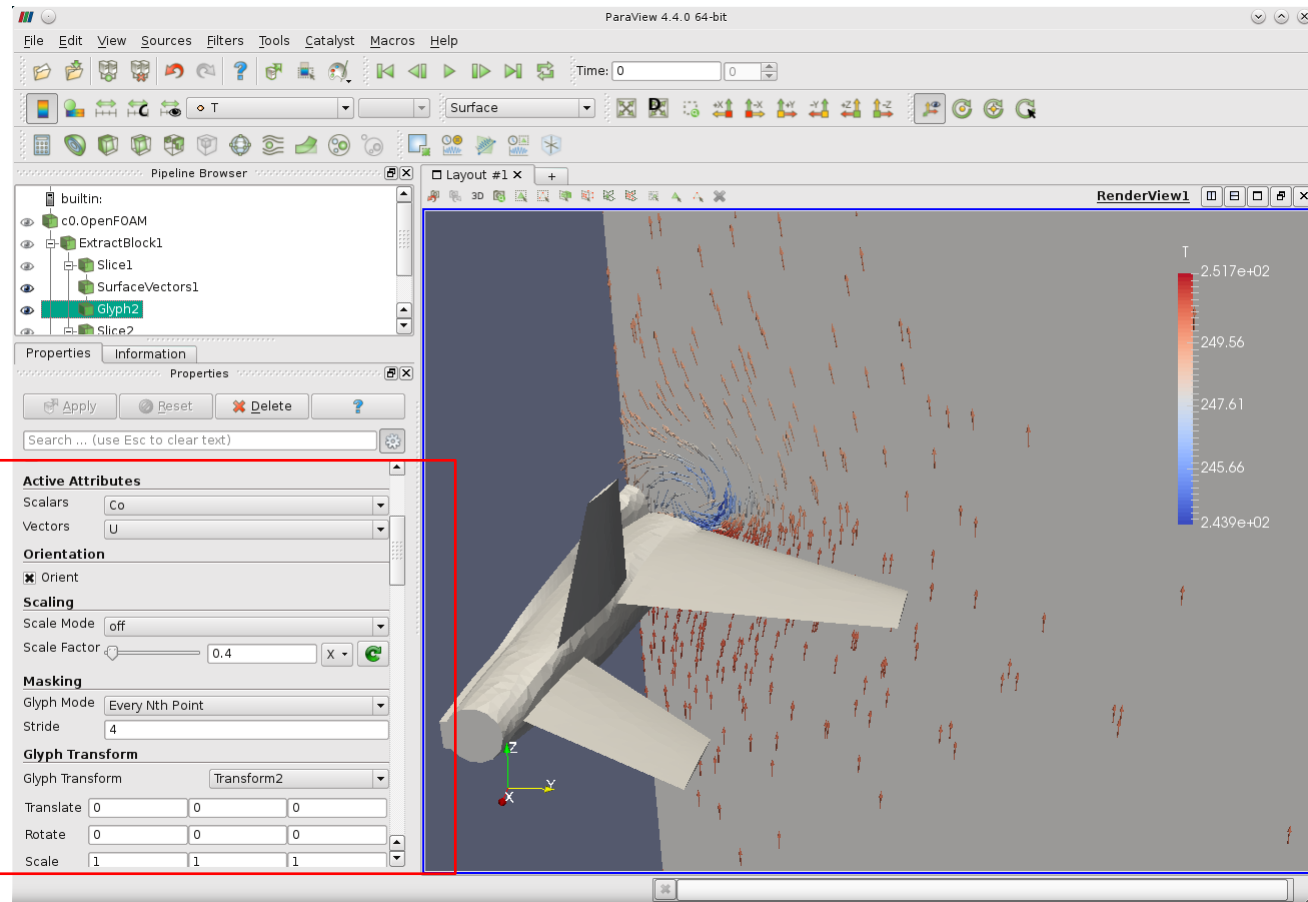 ParaView 4.4.0 64-bit
File Edit View Sources Filters Tools Catalyst Macros Help
Time: 0 0
T Surface +X -X +Y -Y +Z -Z
Pipeline Browser
builtin:
c0.OpenFOAM
ExtractBlock1
Slice1
SurfaceVectors1
Glyph2
Slice2
Properties Information
Properties
Apply Reset Delete ?
Search ... (use Esc to clear text)
Active Attributes
Scalars Co
Vectors U
Orientation
Orient
Scaling
Scale Mode off
Scale Factor 0.4 X
Masking
Glyph Mode Every Nth Point
Stride 4
Glyph Transform
Glyph Transform Transform2
Translate 0 0 0
Rotate 0 0 0
Scale 1 1 1
Layout #1 +
3D RenderView1
T
2.517e+02
249.56
247.61
245.66
2.439e+02
Z
Y
X